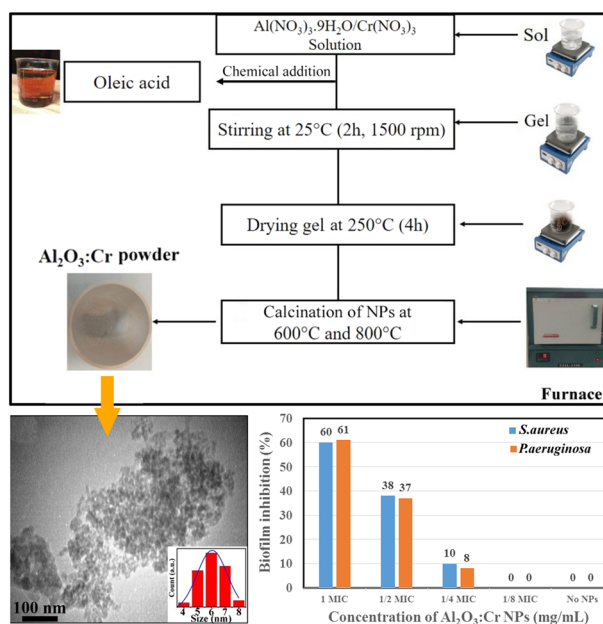 Al(NO₃)₃.9H₂O/Cr(NO₃)₃
Solution
Sol
Chemical addition
Oleic acid
Stirring at 25°C (2h, 1500 rpm)
Gel
Drying gel at 250°C (4h)
Al₂O₃:Cr powder
Calcination of NPs at
600°C and 800°C
Furnace
100 nm
Count (a.u.)
4 5 6 7 8
Size (nm)
Biofilm inhibition (%)
70
60
50
40
30
20
10
0
S.aureus
P.aeruginosa
60 61
38 37
10 8
0 0
0 0
1 MIC 1/2 MIC 1/4 MIC 1/8 MIC No NPs
Concentration of Al₂O₃:Cr NPs (mg/mL)